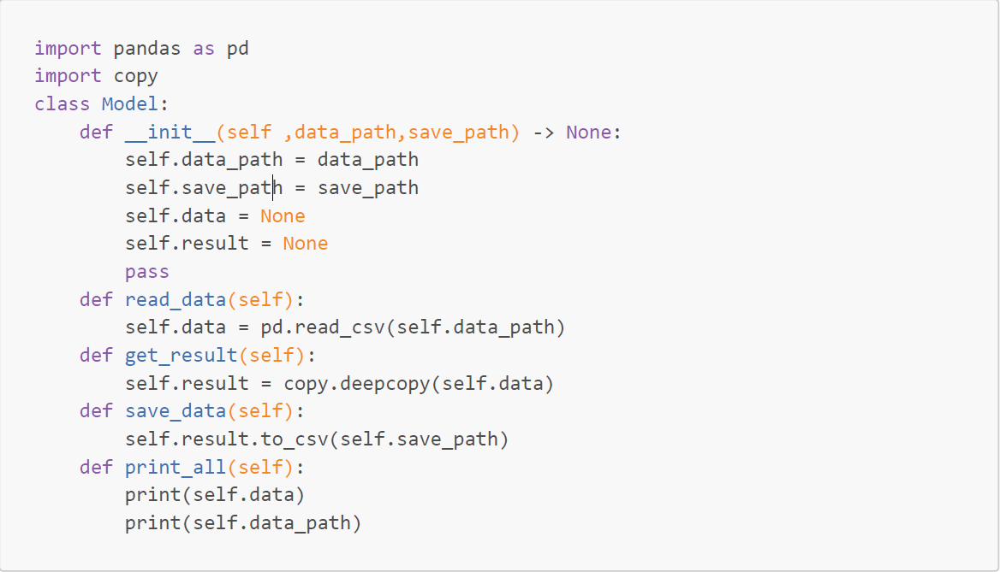 import pandas as pd
import copy
class Model:
    def __init__(self ,data_path,save_path) -> None:
        self.data_path = data_path
        self.save_path = save_path
        self.data = None
        self.result = None
        pass
    def read_data(self):
        self.data = pd.read_csv(self.data_path)
    def get_result(self):
        self.result = copy.deepcopy(self.data)
    def save_data(self):
        self.result.to_csv(self.save_path)
    def print_all(self):
        print(self.data)
        print(self.data_path)